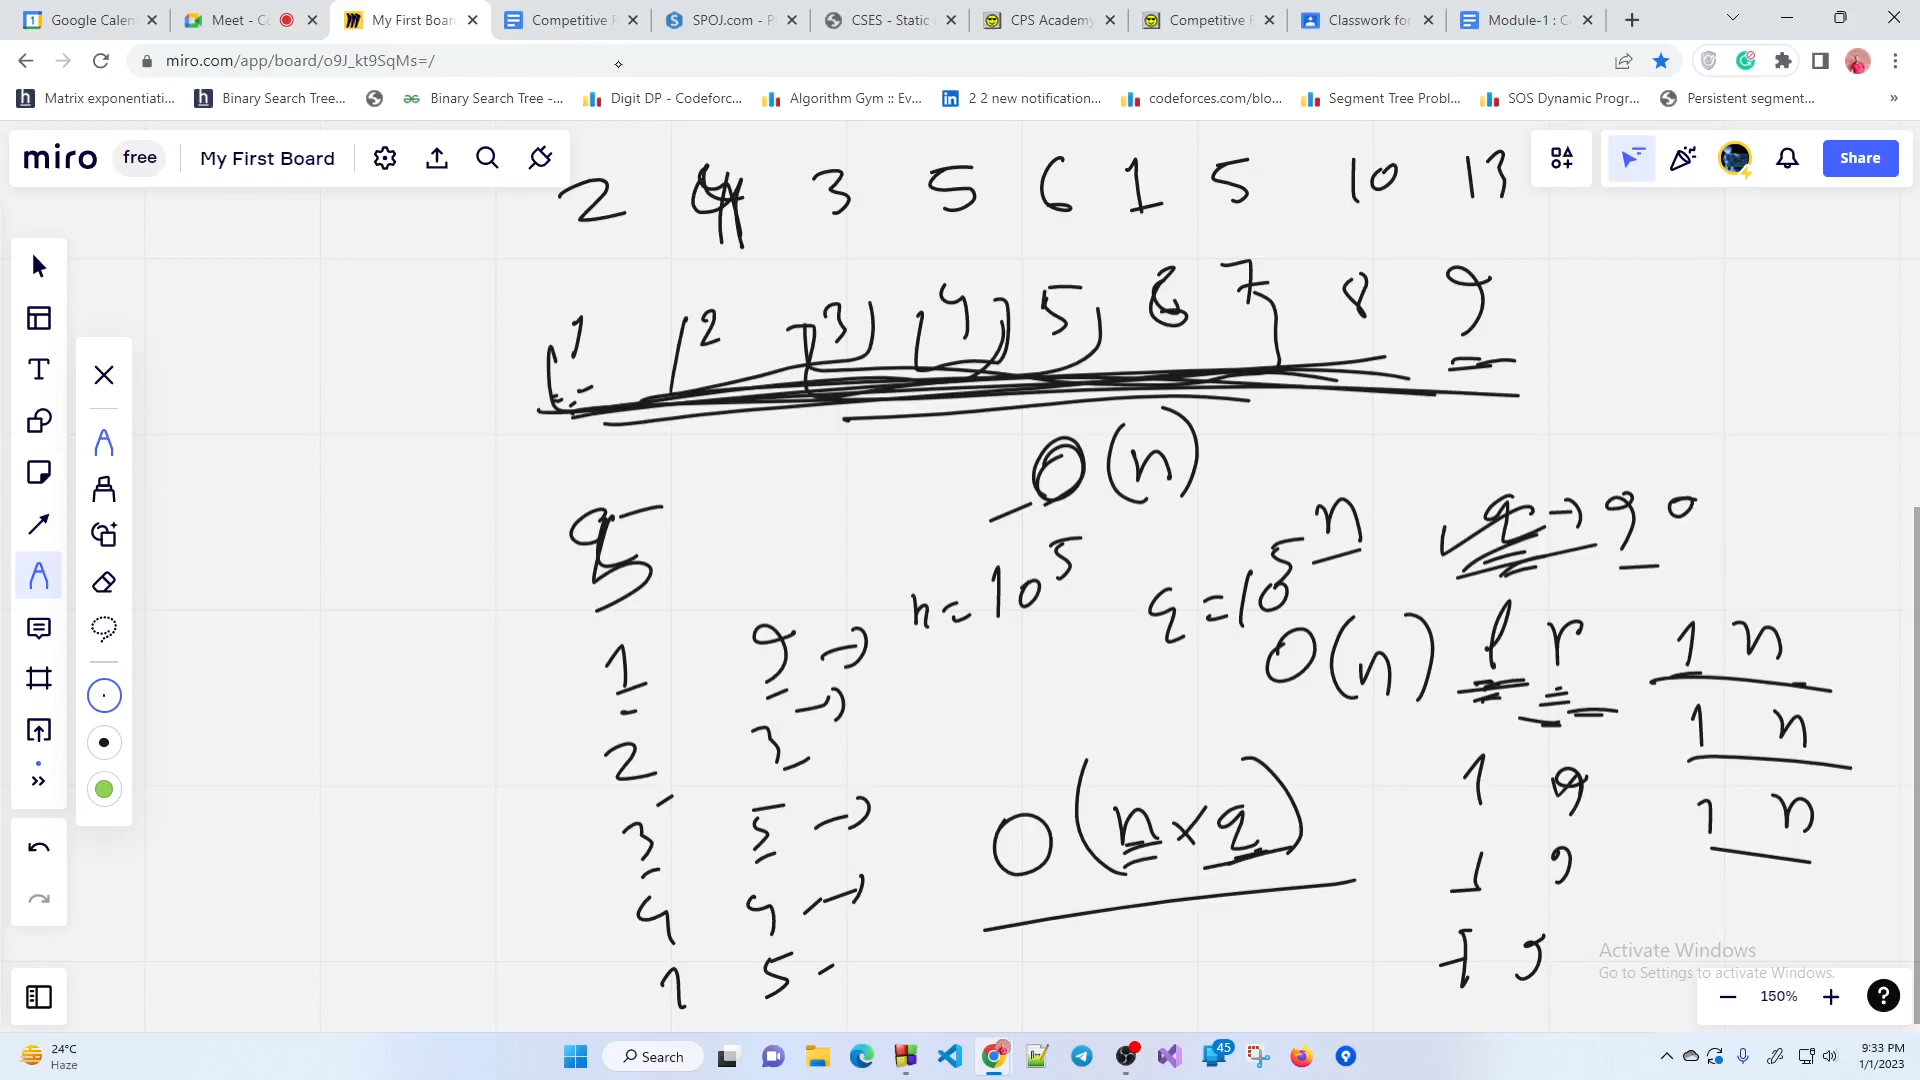 Google Calen
Meet - Co
My First Boar
Competitive P
SPOJ.com - P
CSES - Static
CPS Academy
Competitive P
Classwork for
Module-1 : C
miro.com/app/board/o9J_kt9SqMs=/
Matrix exponentiati...
Binary Search Tree...
Binary Search Tree -...
Digit DP - Codeforc...
Algorithm Gym :: Ev...
2 2 new notification...
codeforces.com/blo...
Segment Tree Probl...
SOS Dynamic Progr...
Persistent segment...
miro free My First Board
Share
2 4 3 5 6 1 5 10 13
1 2 3 4 5 6 7 8 9
O(n)
n
q → 90
5
n = 10^5 q = 10^5
1 9 →
O(n) l r 1 n
2 3
1 n
1 9
3 5 →
O(n × q)
1 n
1 9
4 4 →
1 9
1 5 -
Activate Windows
Go to Settings to activate Windows.
150%
24°C
Haze
Search
45
9:33 PM
1/1/2023